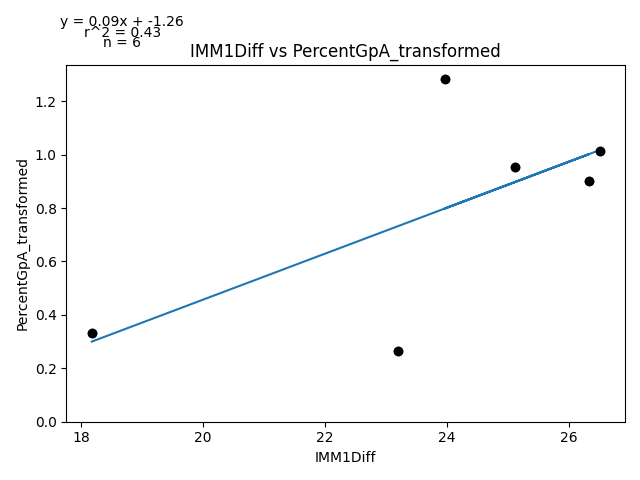 y = 0.09x + -1.26
r^2 = 0.43
n = 6
IMM1Diff vs PercentGpA_transformed
1.2
1.0
0.8
0.6
0.4
0.2
0.0
PercentGpA_transformed
18 20 22 24 26
IMM1Diff